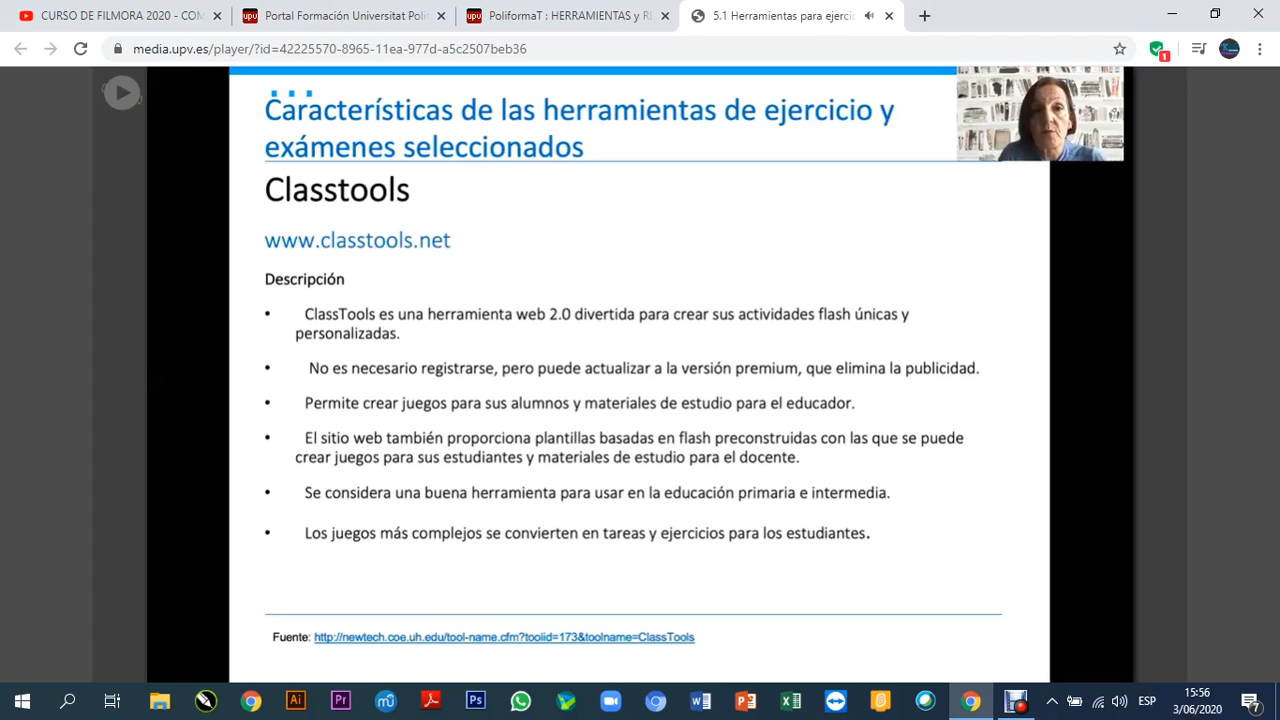 CURSO DE FILMORA 2020 - COM
Portal Formación Universitat Poli
PoliformaT : HERRAMIENTAS y R
5.1 Herramientas para ejercic
media.upv.es/player/?id=42225570-8965-11ea-977d-a5c2507beb36
1
Características de las herramientas de ejercicio y
exámenes seleccionados
Classtools
www.classtools.net
Descripción
• ClassTools es una herramienta web 2.0 divertida para crear sus actividades flash únicas y
personalizadas.
• No es necesario registrarse, pero puede actualizar a la versión premium, que elimina la publicidad.
• Permite crear juegos para sus alumnos y materiales de estudio para el educador.
• El sitio web también proporciona plantillas basadas en flash preconstruidas con las que se puede
crear juegos para sus estudiantes y materiales de estudio para el docente.
• Se considera una buena herramienta para usar en la educación primaria e intermedia.
• Los juegos más complejos se convierten en tareas y ejercicios para los estudiantes.
Fuente: http://newtech.coe.uh.edu/tool-name.cfm?toolid=173&toolname=ClassTools
Ai
Pr
Ps
ESP
15:56
3/06/2020
7